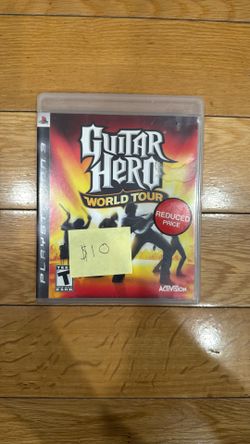 PLAYSTATION 3
GUITAR
HERO
WORLD TOUR
REDUCED
PRICE
$10
T
ACTIVISION